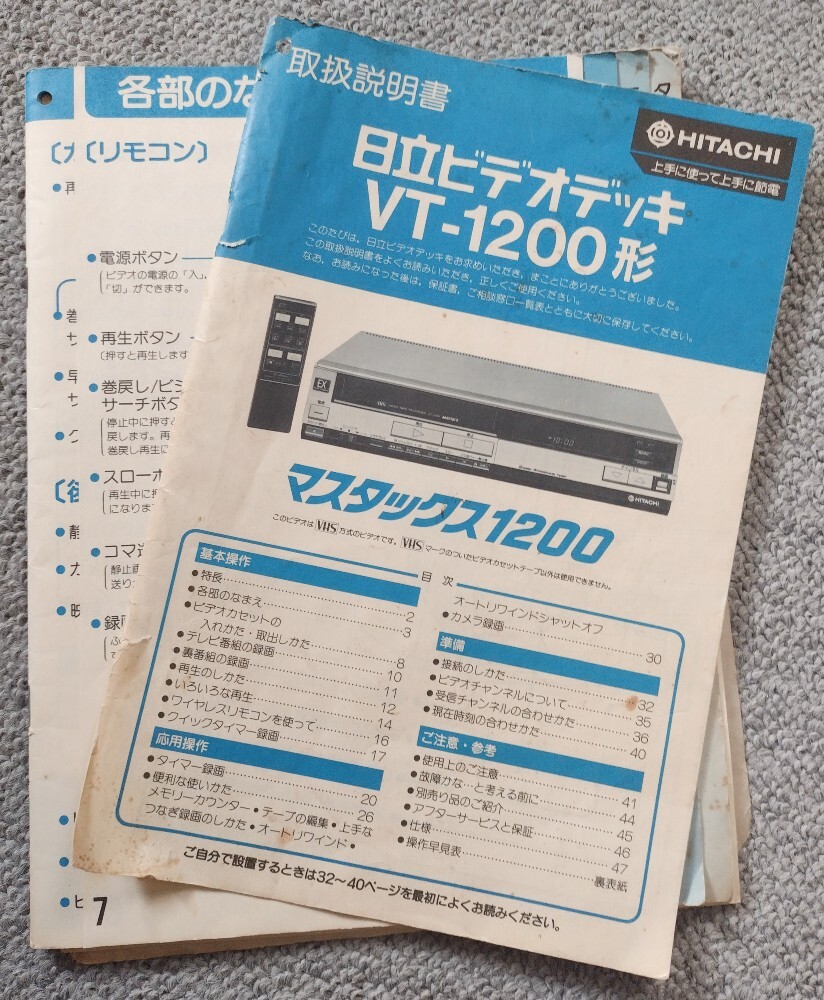 取扱説明書
HITACHI
上手に使って上手に節電
日立ビデオデッキ
VT-1200形
このたびは、日立ビデオデッキをお求めいただき、まことにありがとうございました。
この取扱説明書をよくお読みいただき、正しくご使用ください。
なお、お読みになった後は、保証書、ご相談窓口一覧表とともに大切に保存してください。
EX
10:00
HITACHI
マスタックス1200
このビデオは VHS 方式のビデオです。VHS マークのついたビデオカセットテープ以外は使用できません。
目 次
基本操作
●特長
●各部のなまえ……2
●ビデオカセットの……3
入れかた・取出しかた
●テレビ番組の録画……8
●裏番組の録画……10
●再生のしかた……11
●いろいろな再生……12
●ワイヤレスリモコンを使って……14
●クイックタイマー録画……16
17
応用操作
●タイマー録画……20
●便利な使いかた……26
メモリーカウンター・テープの編集・上手な
つなぎ録画のしかた・オートリワインド・
オートリワインドシャットオフ
●カメラ録画……30
準備
●接続のしかた……32
●ビデオチャンネルについて……35
●受信チャンネルの合わせかた……36
●現在時刻の合わせかた……40
ご注意・参考
●使用上のご注意……41
●故障かな…と考える前に……44
●別売り品のご紹介……45
●アフターサービスと保証……46
●仕様……47
●操作早見表……裏表紙
ご自分で設置するときは32〜40ページを最初によくお読みください。
各部のな
〔リモコン〕
●電源ボタン
ビデオの電源の「入」、
「切」ができます。
●再生ボタン
(押すと再生します
●巻戻し/ビジ
サーチボタ
停止中に押す
戻します。再
巻戻し再生に
●スローボ
再生中に押
になりま
●コマ送
静止画
送り
●録画
7